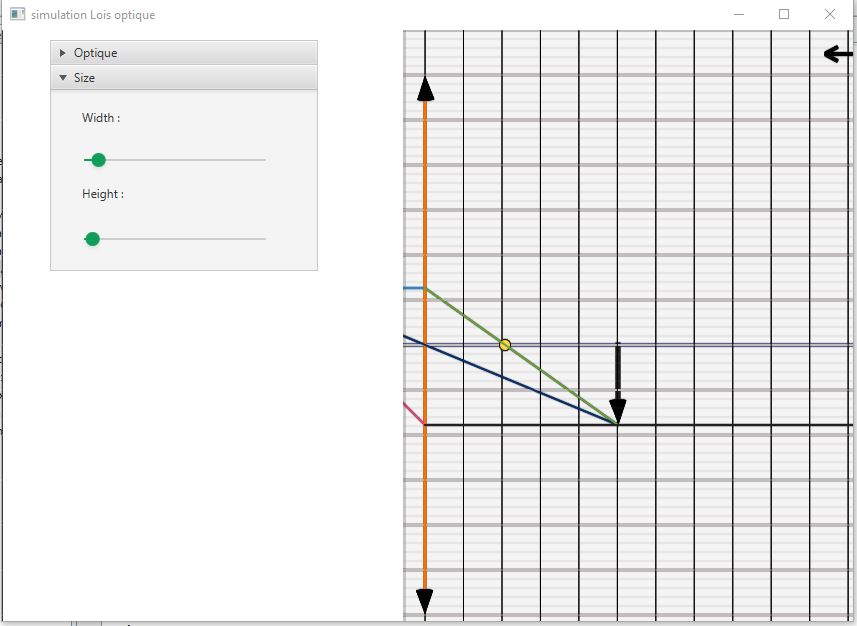 simulation Lois optique
Optique
Size
Width :
Height :